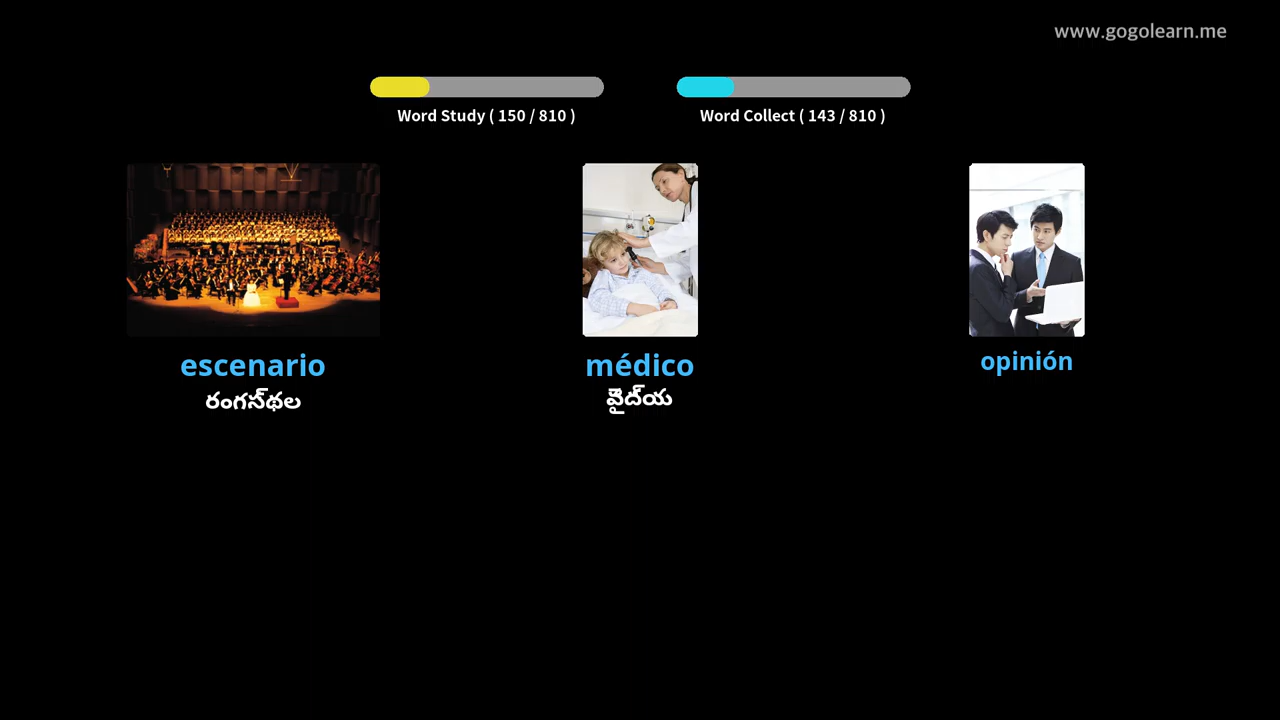 www.gogolearn.me
Word Study ( 150 / 810 )
Word Collect ( 143 / 810 )
escenario
médico
opinión
రంగస్థల
వైద్య